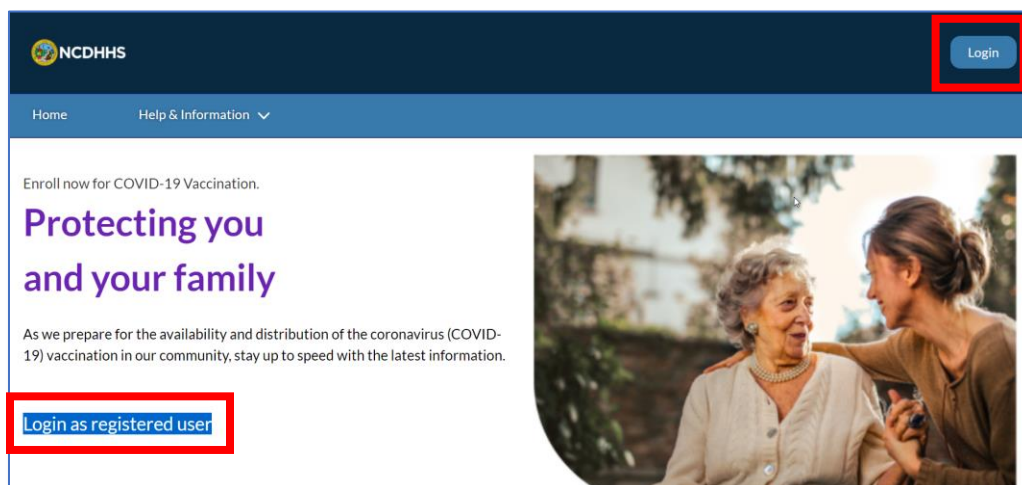 NCDHHS
Login
Home
Help & Information
Enroll now for COVID-19 Vaccination.
Protecting you
and your family
As we prepare for the availability and distribution of the coronavirus (COVID-
19) vaccination in our community, stay up to speed with the latest information.
Login as registered user